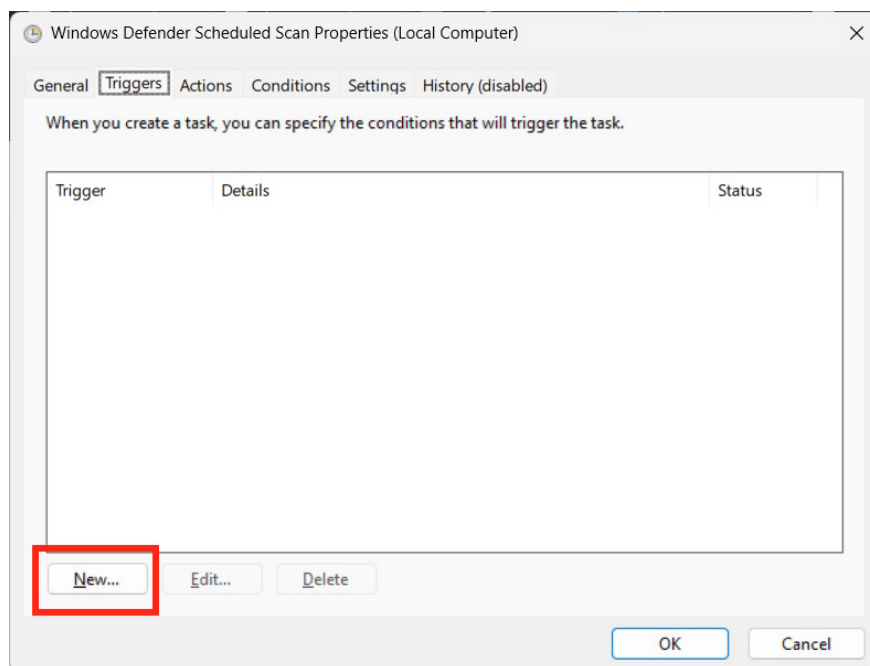 Windows Defender Scheduled Scan Properties (Local Computer)
General Triggers Actions Conditions Settings History (disabled)
When you create a task, you can specify the conditions that will trigger the task.
Trigger Details Status
New... Edit... Delete
OK Cancel